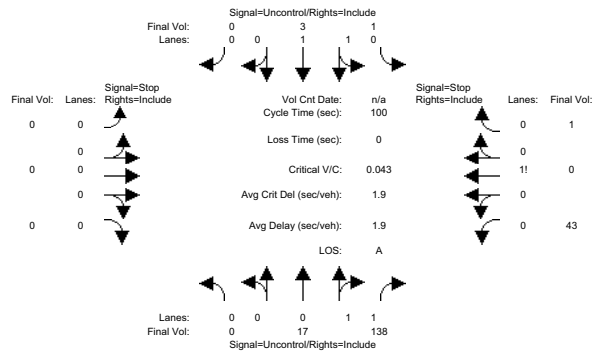 Signal=Uncontrol/Rights=Include
Final Vol: 0 3 1
Lanes: 0 0 1 1 0
Signal=Stop Signal=Stop
Final Vol: Lanes: Rights=Include Vol Cnt Date: n/a Rights=Include Lanes: Final Vol:
Cycle Time (sec): 100
0 0 0 1
Loss Time (sec): 0
0 0
0 0 Critical V/C: 0.043 1! 0
0 Avg Crit Del (sec/veh): 1.9 0
0 0 Avg Delay (sec/veh): 1.9 0 43
LOS: A
Lanes: 0 0 0 1 1
Final Vol: 0 17 138
Signal=Uncontrol/Rights=Include